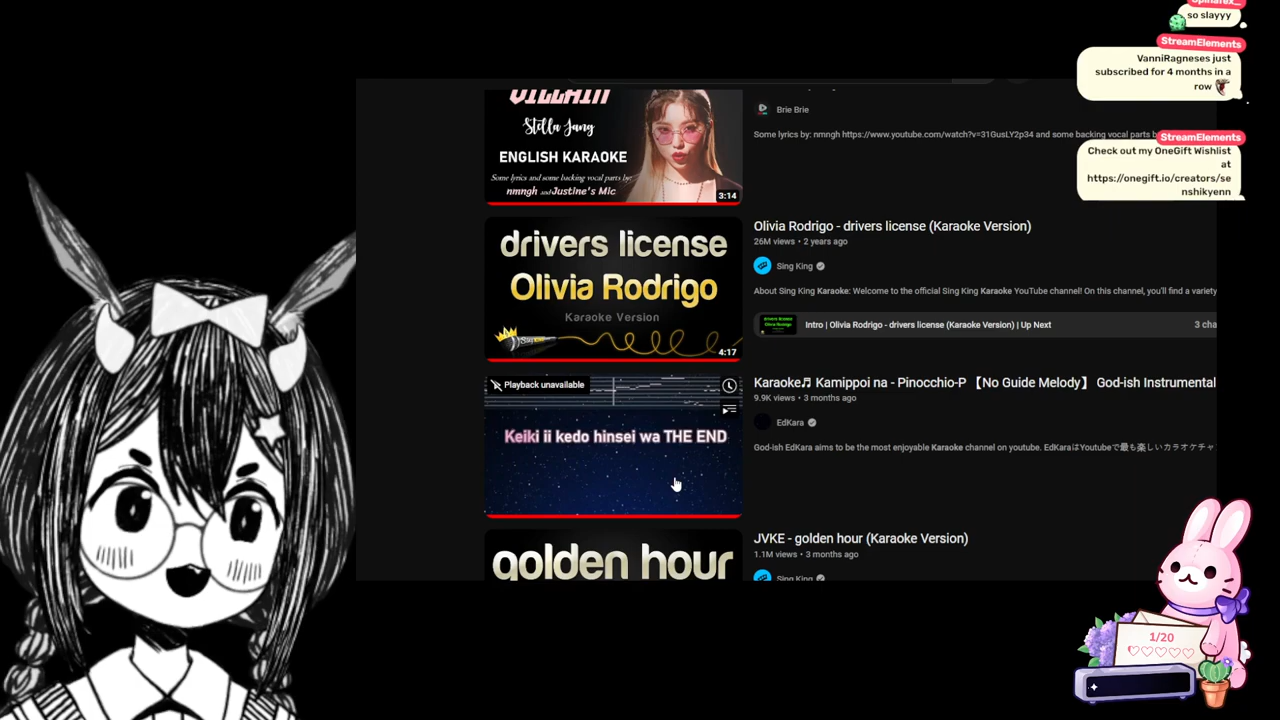 so slayyy
StreamElements
VanniRagneses just
subscribed for 4 months in a
row
StreamElements
Check out my OneGift Wishlist
at
https://onegift.io/creators/se
nshikyenn
VILLAIN
Stella Jang
ENGLISH KARAOKE
Some lyrics and some backing vocal parts by:
nmngh and Justine's Mic
3:14
Brie Brie
Some lyrics by: nmngh https://www.youtube.com/watch?v=31GusLY2p34 and some backing vocal parts b
drivers license
Olivia Rodrigo
Karaoke Version
4:17
Olivia Rodrigo - drivers license (Karaoke Version)
26M views • 2 years ago
Sing King
About Sing King Karaoke: Welcome to the official Sing King Karaoke YouTube channel! On this channel, you'll find a variety
Intro | Olivia Rodrigo - drivers license (Karaoke Version) | Up Next
3 cha
Playback unavailable
Keiki ii kedo hinsei wa THE END
Karaoke♬ Kamippoi na - Pinocchio-P 【No Guide Melody】 God-ish Instrumental
9.9K views • 3 months ago
EdKara
God-ish EdKara aims to be the most enjoyable Karaoke channel on youtube. EdKaraはYoutubeで最も楽しいカラオケチャ
golden hour
JVKE - golden hour (Karaoke Version)
1.1M views • 3 months ago
Sing King
1/20